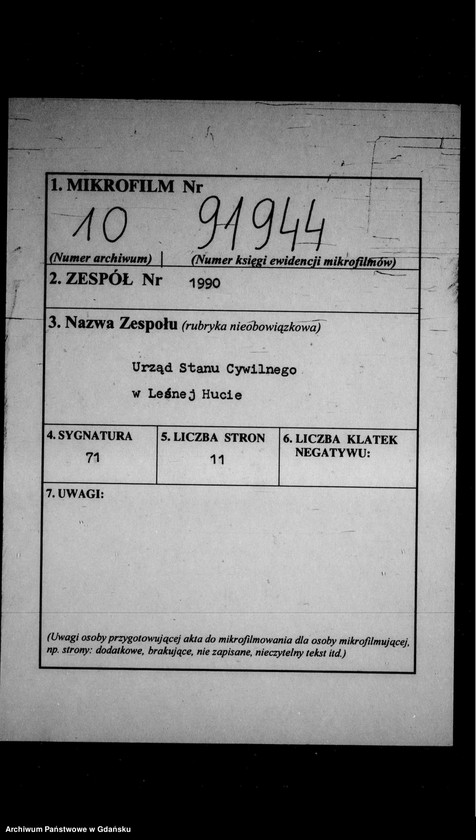 1. MIKROFILM Nr
10 91944
(Numer archiwum) (Numer księgi ewidencji mikrofilmów)
2. ZESPÓŁ Nr 1990
3. Nazwa Zespołu (rubryka nieobowiązkowa)
Urząd Stanu Cywilnego
w Leśnej Hucie
4. SYGNATURA
71
5. LICZBA STRON
11
6. LICZBA KLATEK
NEGATYWU:
7. UWAGI:
(Uwagi osoby przygotowującej akta do mikrofilmowania dla osoby mikrofilmującej,
np. strony: dodatkowe, brakujące, nie zapisane, nieczytelny tekst itd.)
Archiwum Państwowe w Gdańsku